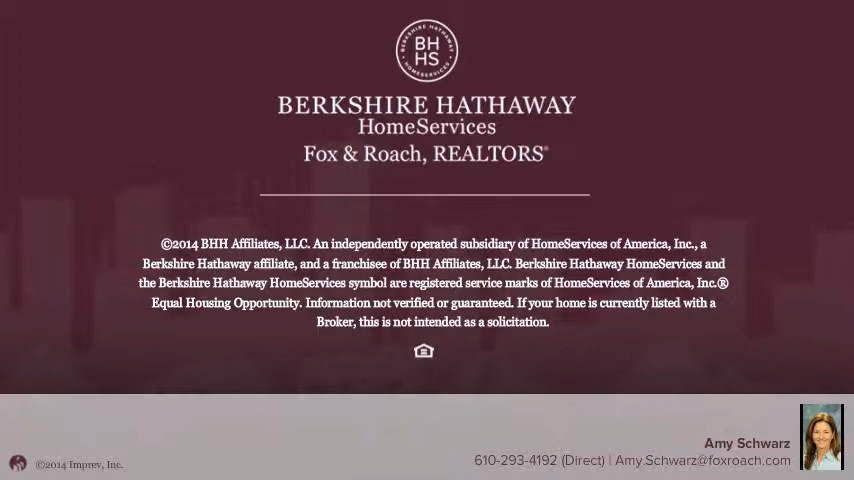 BERKSHIRE HATHAWAY
HOMESERVICES
BH
HS
BERKSHIRE HATHAWAY
HomeServices
Fox & Roach, REALTORS®
©2014 BHH Affiliates, LLC. An independently operated subsidiary of HomeServices of America, Inc., a
Berkshire Hathaway affiliate, and a franchisee of BHH Affiliates, LLC. Berkshire Hathaway HomeServices and
the Berkshire Hathaway HomeServices symbol are registered service marks of HomeServices of America, Inc.®
Equal Housing Opportunity. Information not verified or guaranteed. If your home is currently listed with a
Broker, this is not intended as a solicitation.
Amy Schwarz
610-293-4192 (Direct) | Amy.Schwarz@foxroach.com
©2014 Imprev, Inc.